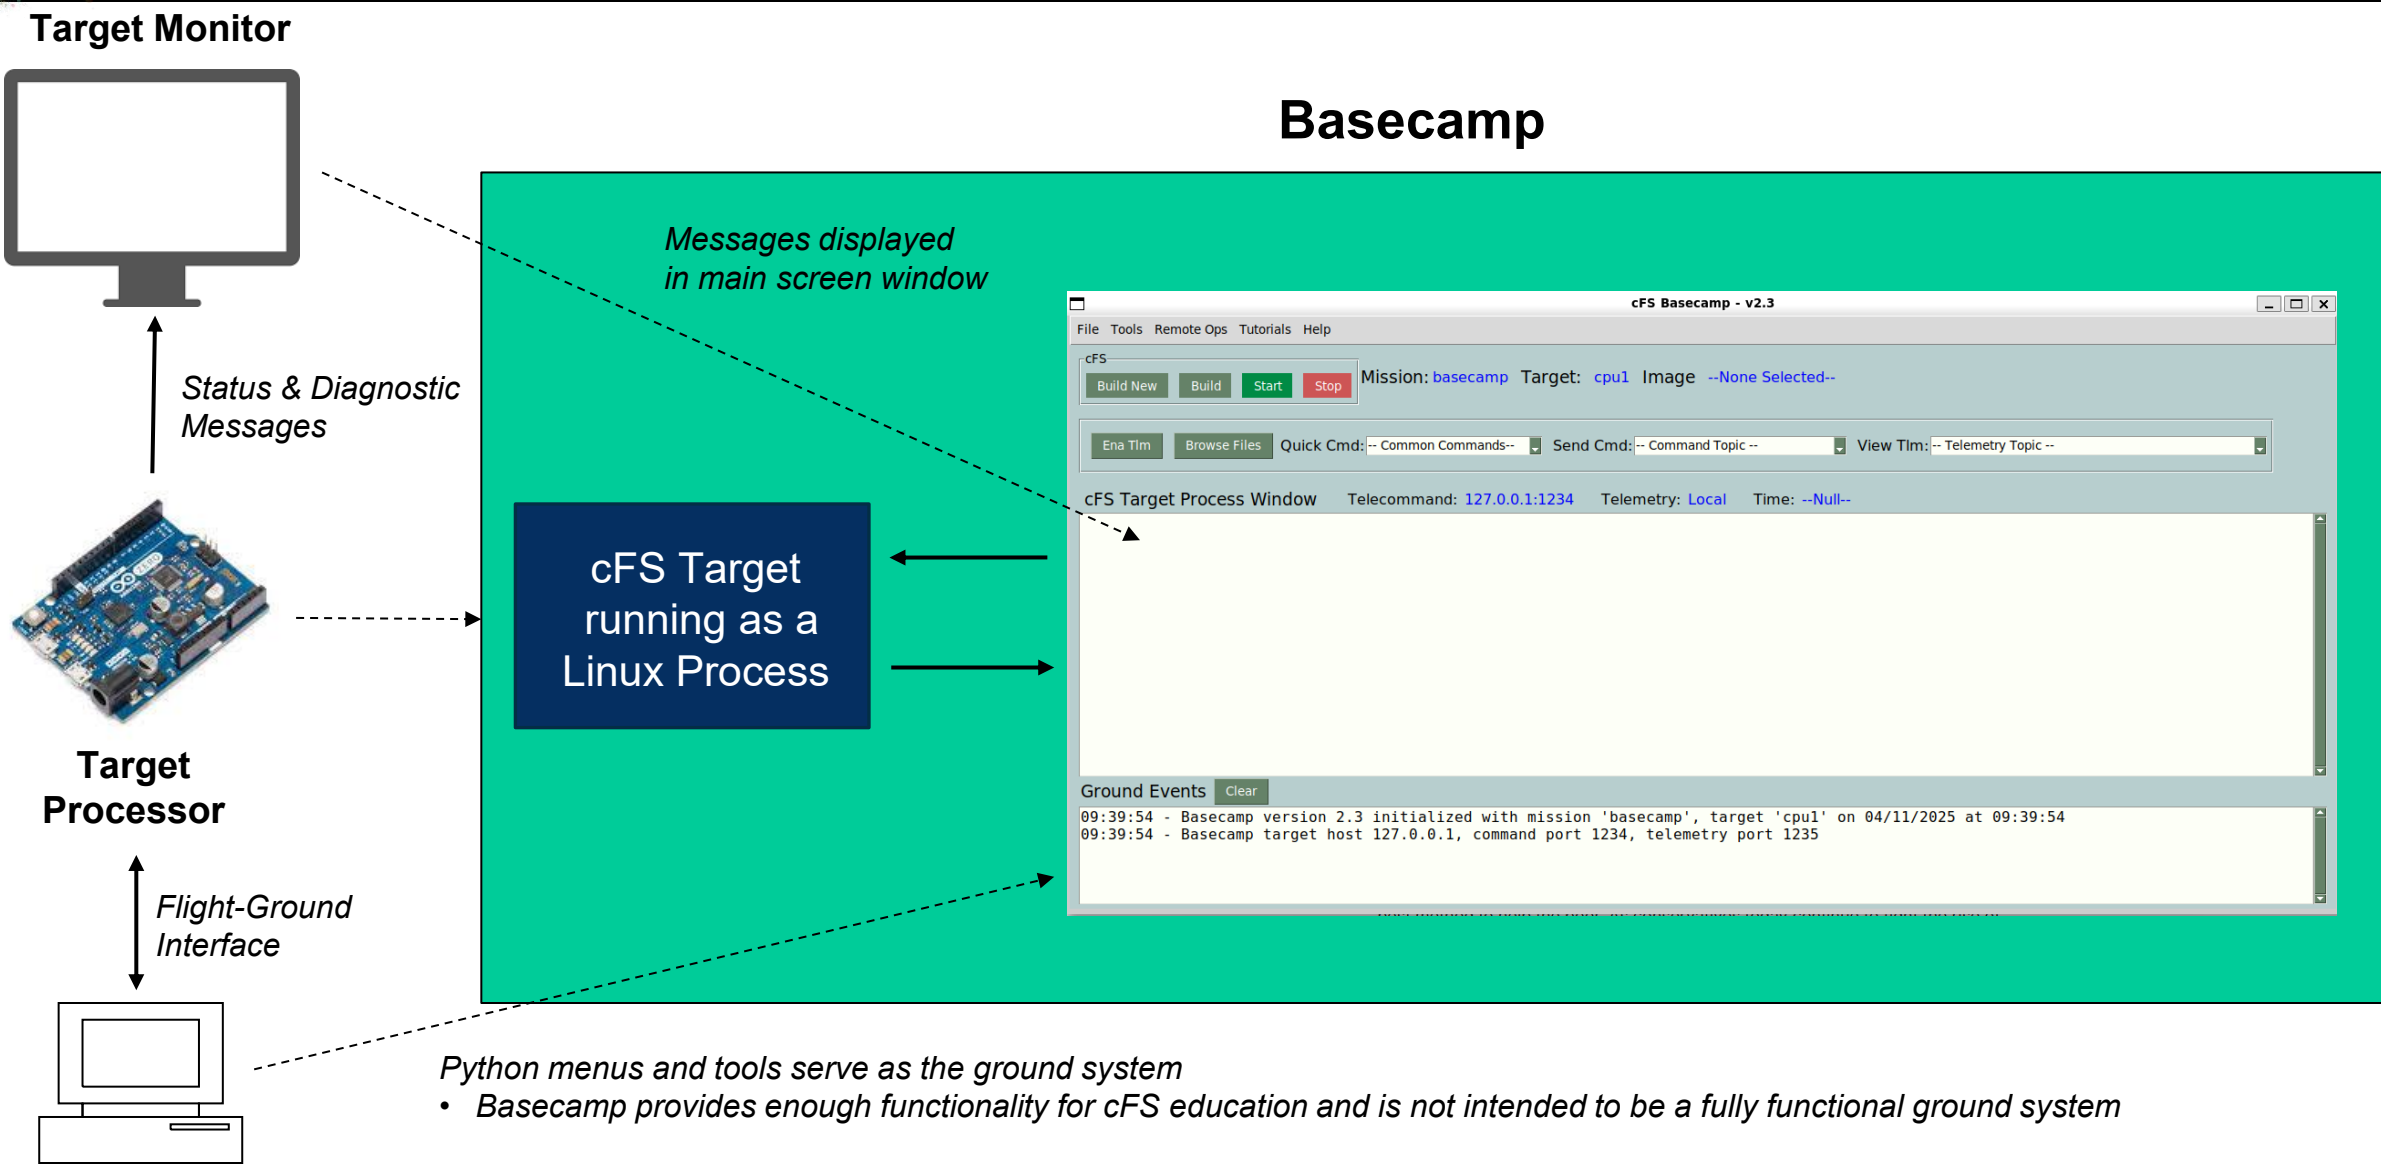 Target Monitor
Basecamp
Messages displayed
in main screen window
Status & Diagnostic
Messages
cFS Basecamp - v2.3
File Tools Remote Ops Tutorials Help
cFS
Build New Build Start Stop
Mission: basecamp Target: cpu1 Image --None Selected--
Ena Tlm Browse Files Quick Cmd: -- Common Commands-- Send Cmd: -- Command Topic -- View Tlm: -- Telemetry Topic --
cFS Target Process Window Telecommand: 127.0.0.1:1234 Telemetry: Local Time: --Null--
cFS Target
running as a
Linux Process
Target
Processor
Ground Events Clear
09:39:54 - Basecamp version 2.3 initialized with mission 'basecamp', target 'cpu1' on 04/11/2025 at 09:39:54
09:39:54 - Basecamp target host 127.0.0.1, command port 1234, telemetry port 1235
Flight-Ground
Interface
Python menus and tools serve as the ground system
• Basecamp provides enough functionality for cFS education and is not intended to be a fully functional ground system